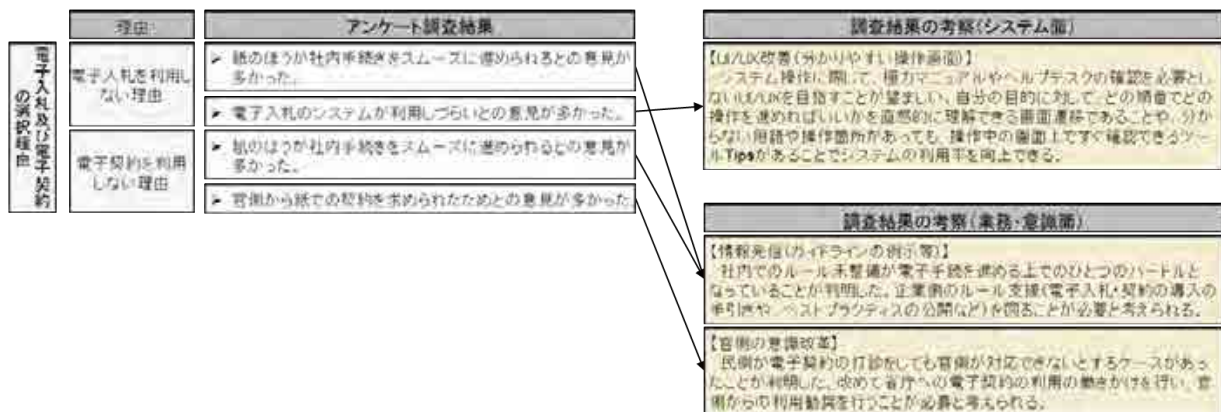 理由
アンケート調査結果
電子入札及び電子契約
の選択理由
電子入札を利用し
ない理由
➢ 紙のほうが社内手続きをスムーズに進められるとの意見が
多かった。
➢ 電子入札のシステムが利用しづらいとの意見が多かった。
電子契約を利用
しない理由
➢ 紙のほうが社内手続きをスムーズに進められるとの意見が
多かった。
➢ 官側から紙での契約を求められたためとの意見が多かった。
調査結果の考察(システム面)
【UI/UX改善(分かりやすい操作画面)】
システム操作に関して、極力マニュアルやヘルプデスクの確認を必要とし
ないUI/UXを目指すことが望ましい。自分の目的に対して、どの順番でどの
操作を進めればいいかを直感的に理解できる画面遷移であることや、分か
らない用語や操作箇所があっても、操作中の画面上ですぐ確認できるツー
ルTipsがあることでシステムの利用率を向上できる。
調査結果の考察(業務・意識面)
【情報発信(ガイドラインの例示等)】
社内でのルール未整備が電子手続を進める上でのひとつのハードルと
なっていることが判明した。企業側のルール支援(電子入札・契約の導入の
手引きや、ベストプラクティスの公開など)を図ることが必要と考えられる。
【官側の意識改革】
民側が電子契約の打診をしても官側が対応できないとするケースがあっ
たことが判明した。改めて省庁への電子契約の利用の働きかけを行い、官
側からの利用勧奨を行うことが必要と考えられる。